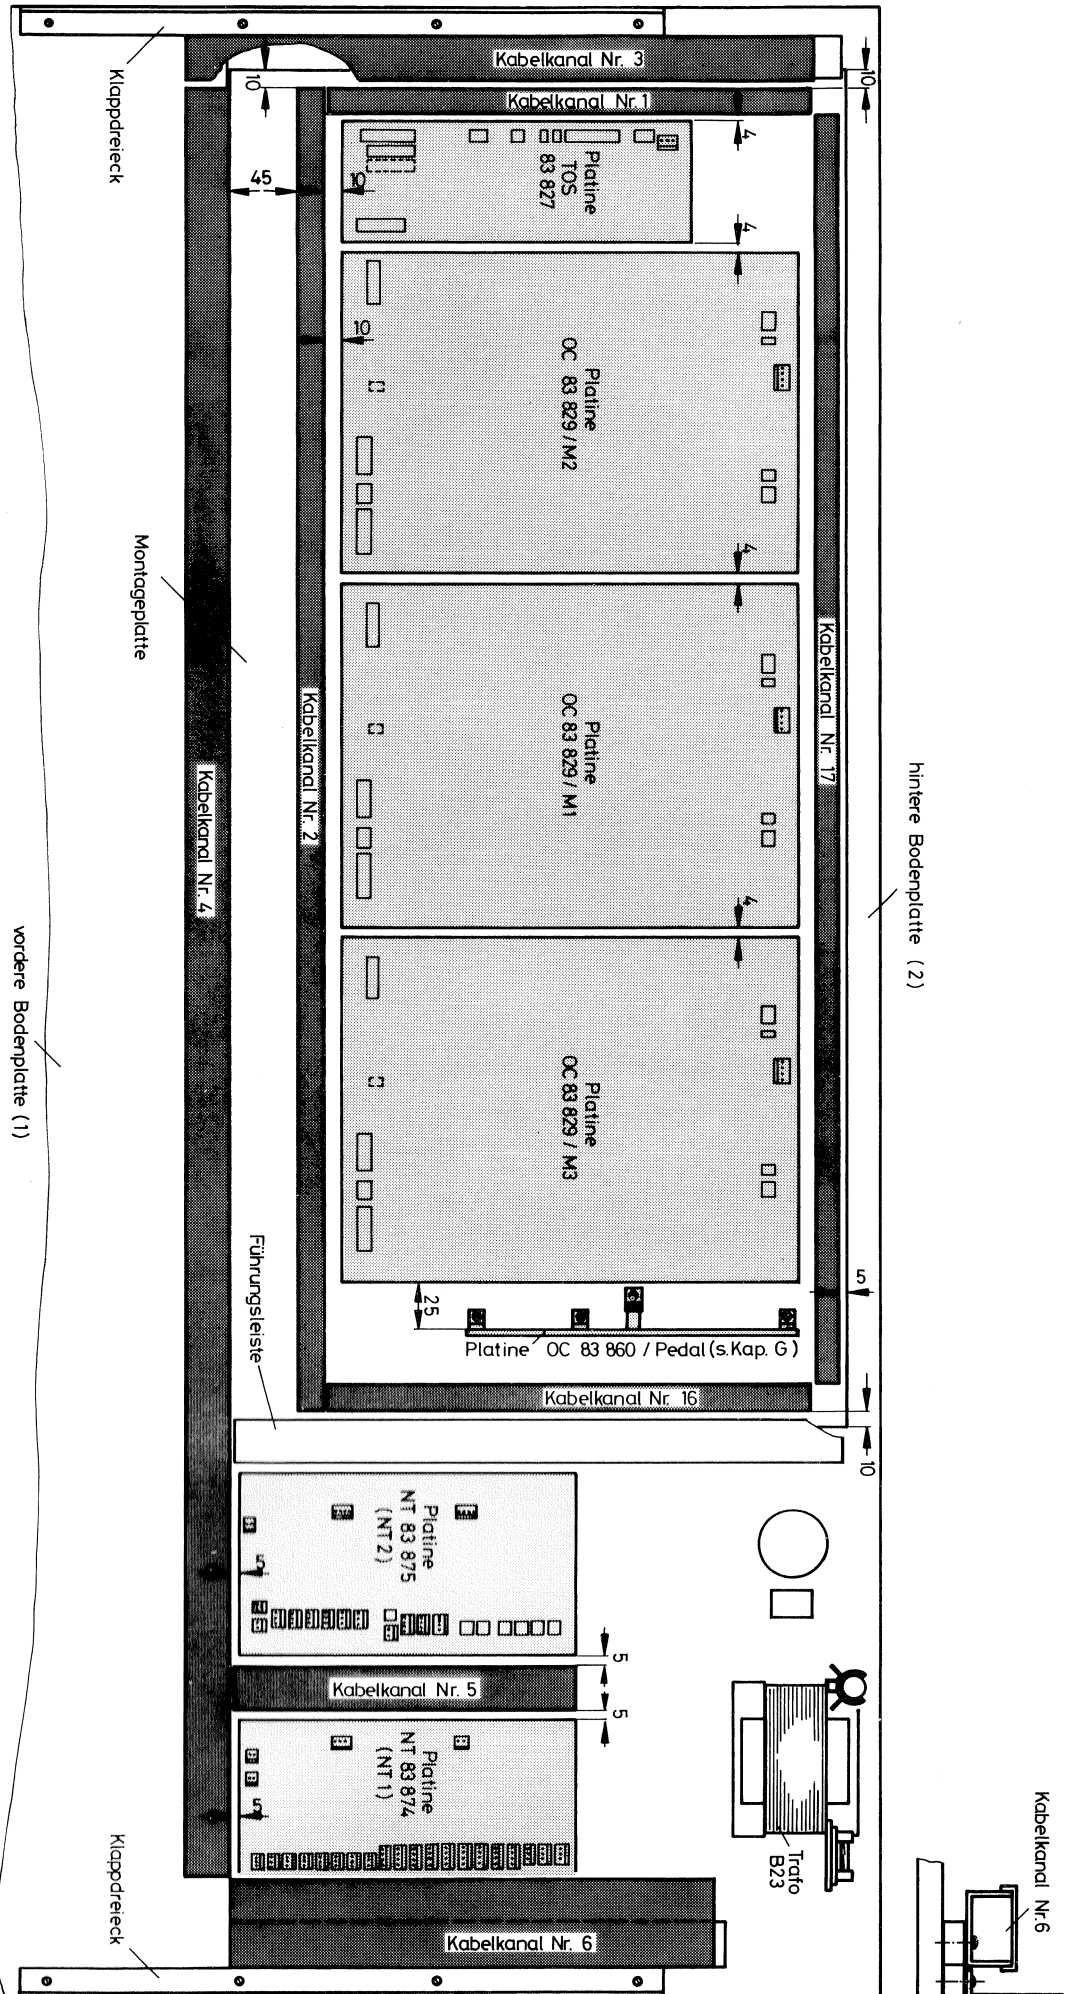 Kabelkanal Nr. 3
Klappdreieck
10
10
Kabelkanal Nr. 1
Platine
TOS
83 827
4
45
10
4
10
Platine
OC 83 829 / M2
4
Montageplatte
Kabelkanal Nr. 17
Kabelkanal Nr. 2
Kabelkanal Nr. 4
Platine
OC 83 829 / M1
hintere Bodenplatte (2)
4
vordere Bodenplatte (1)
Platine
OC 83 829 / M3
Führungsleiste
5
25
Platine OC 83 860 / Pedal (s. Kap. G)
Kabelkanal Nr. 16
10
Platine
NT 83 875
(NT 2)
5
5
Kabelkanal Nr. 5
5
Platine
NT 83 874
(NT 1)
5
Trafo
B23
Klappdreieck
Kabelkanal Nr. 6
Kabelkanal Nr. 6